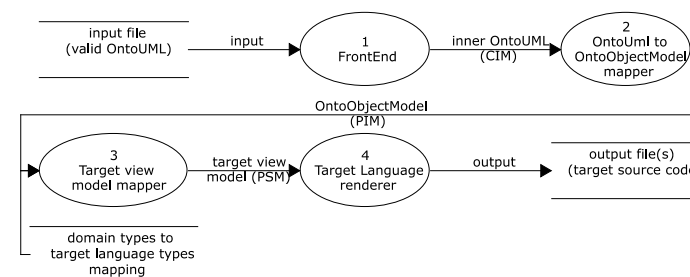 input file
(valid OntoUML)
input
1
FrontEnd
inner OntoUML
(CIM)
2
OntoUml to
OntoObjectModel
mapper
OntoObjectModel
(PIM)
3
Target view
model mapper
target view
model (PSM)
4
Target Language
renderer
output
output file(s)
(target source code
domain types to
target language types
mapping